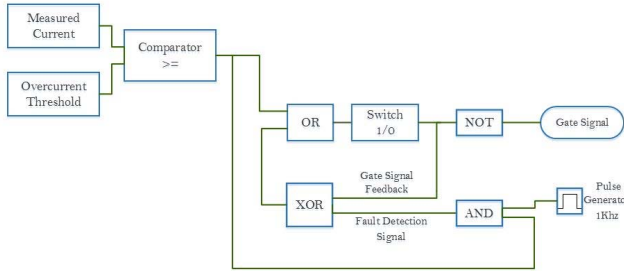 Measured
Current
Overcurrent
Threshold
Comparator
>=
OR
Switch
1/0
NOT
Gate Signal
Gate Signal
Feedback
XOR
Fault Detection
Signal
AND
Pulse
Generator
1Khz